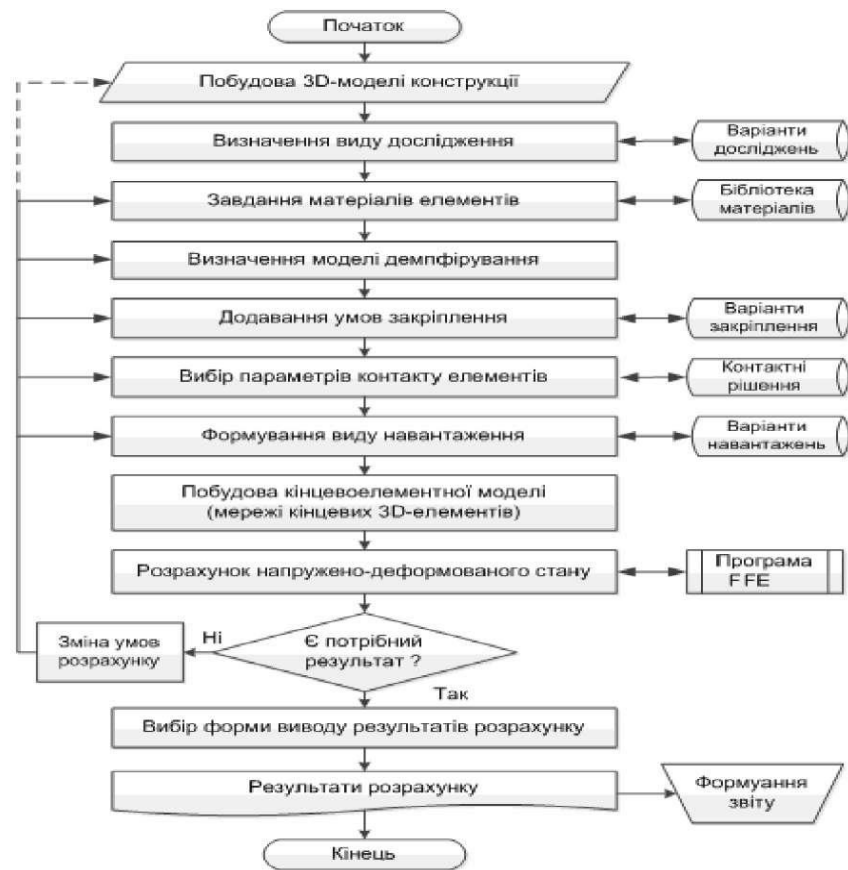 Початок
Побудова 3D-моделі конструкції
Визначення виду дослідження
Варіанти
досліджень
Завдання матеріалів елементів
Бібліотека
матеріалів
Визначення моделі демпфірування
Додавання умов закріплення
Варіанти
закріплення
Вибір параметрів контакту елементів
Контактні
рішення
Формування виду навантаження
Варіанти
навантажень
Побудова кінцевоелементної моделі
(мережі кінцевих 3D-елементів)
Розрахунок напружено-деформованого стану
Програма
FFE
Зміна умов
розрахунку
Ні
Є потрібний
результат ?
Так
Вибір форми виводу результатів розрахунку
Результати розрахунку
Формуання
звіту
Кінець